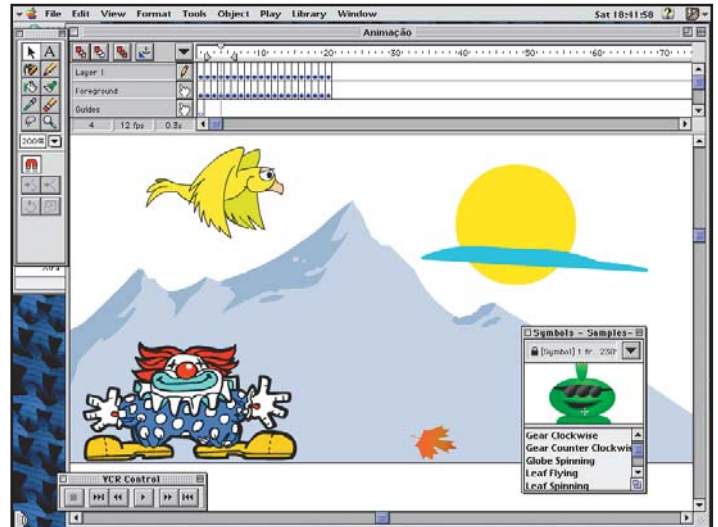 File Edit View Format Tools Object Play Library Window Sat 18:41:58
Animação
A
Layer 1
Foreground
Guides
10 20 30 40 50 60 70
4 12 fps 0.3s
200%
Symbols - Samples-
[Symbol] 1 fr. 230
Gear Clockwise
Gear Counter Clockwis
Globe Spinning
Leaf Flying
Leaf Spinning
VCR Control